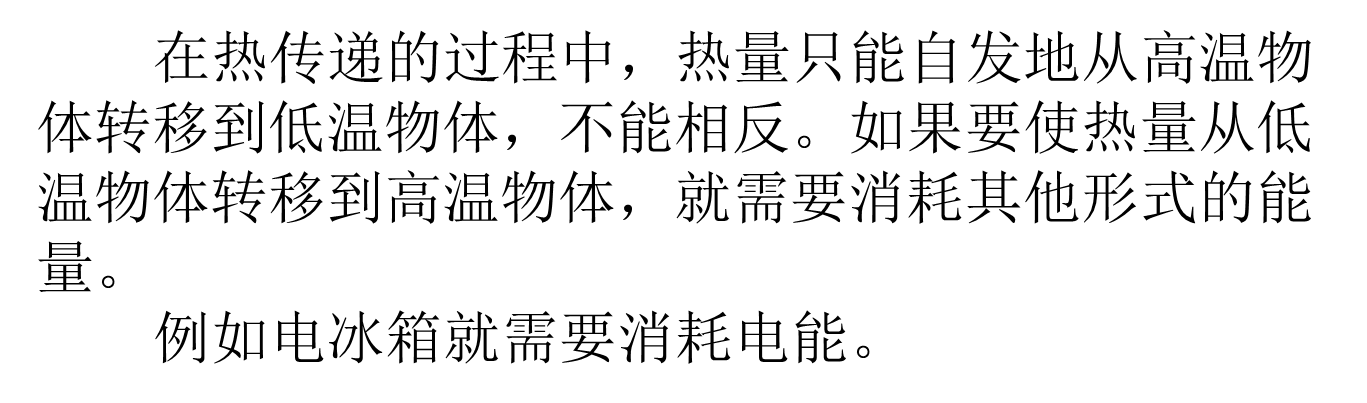 在热传递的过程中，热量只能自发地从高温物
体转移到低温物体，不能相反。如果要使热量从低
温物体转移到高温物体，就需要消耗其他形式的能
量。
例如电冰箱就需要消耗电能。